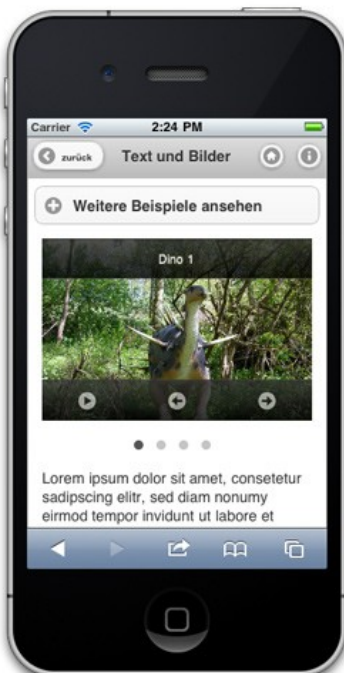 Carrier
2:24 PM
zurück
Text und Bilder
Weitere Beispiele ansehen
Dino 1
Lorem ipsum dolor sit amet, consetetur
sadipscing elitr, sed diam nonumy
eirmod tempor invidunt ut labore et